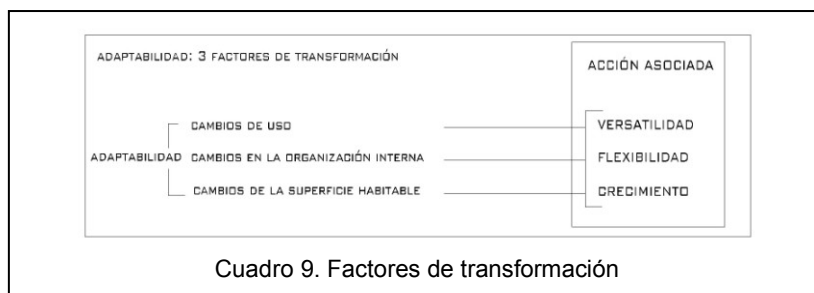 ADAPTABILIDAD: 3 FACTORES DE TRANSFORMACIÓN
ACCIÓN ASOCIADA
CAMBIOS DE USO VERSATILIDAD
ADAPTABILIDAD CAMBIOS EN LA ORGANIZACIÓN INTERNA FLEXIBILIDAD
CAMBIOS DE LA SUPERFICIE HABITABLE CRECIMIENTO
Cuadro 9. Factores de transformación